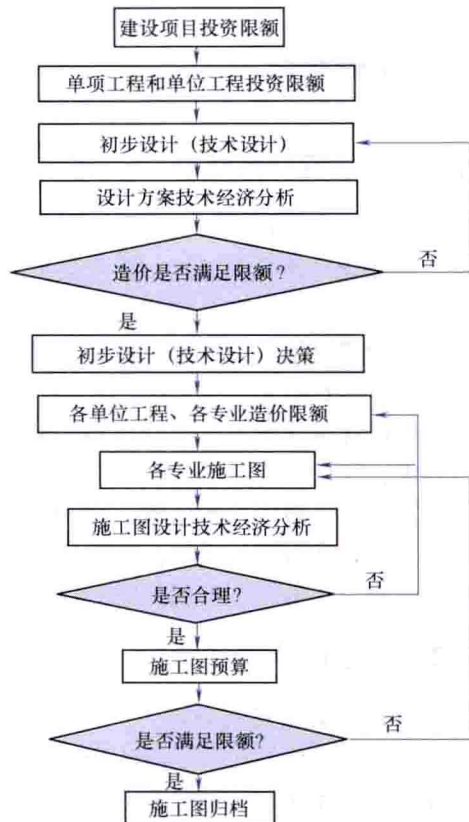 建设项目投资限额
单项工程和单位工程投资限额
初步设计（技术设计）
设计方案技术经济分析
造价是否满足限额？
否
是
初步设计（技术设计）决策
各单位工程、各专业造价限额
各专业施工图
施工图设计技术经济分析
是否合理？
否
是
施工图预算
是否满足限额？
否
是
施工图归档